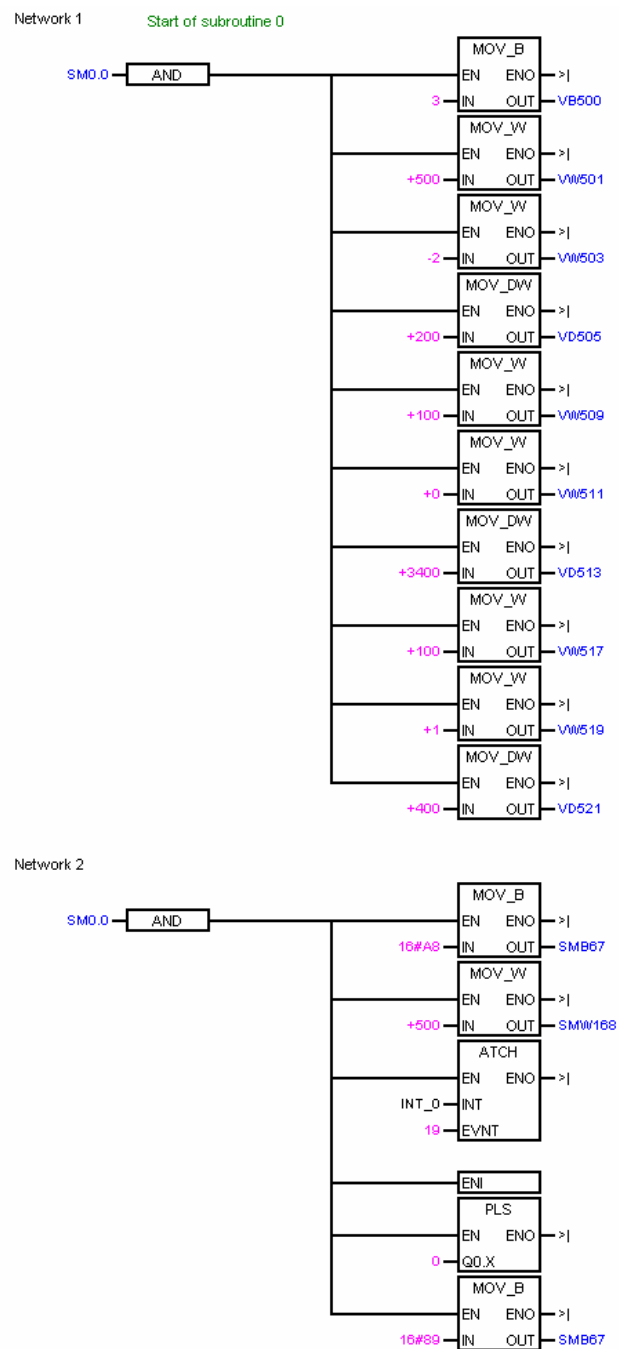 Network 1 Start of subroutine 0
MOV_B
SM0.0 AND EN ENO >|
3 IN OUT VB500
MOV_W
EN ENO >|
+500 IN OUT VW501
MOV_W
EN ENO >|
-2 IN OUT VW503
MOV_DW
EN ENO >|
+200 IN OUT VD505
MOV_W
EN ENO >|
+100 IN OUT VW509
MOV_W
EN ENO >|
+0 IN OUT VW511
MOV_DW
EN ENO >|
+3400 IN OUT VD513
MOV_W
EN ENO >|
+100 IN OUT VW517
MOV_W
EN ENO >|
+1 IN OUT VW519
MOV_DW
EN ENO >|
+400 IN OUT VD521
Network 2
MOV_B
SM0.0 AND EN ENO >|
16#A8 IN OUT SMB67
MOV_W
EN ENO >|
+500 IN OUT SMW168
ATCH
EN ENO >|
INT_0 INT
19 EVNT
ENI
PLS
EN ENO >|
0 Q0.X
MOV_B
EN ENO >|
16#89 IN OUT SMB67